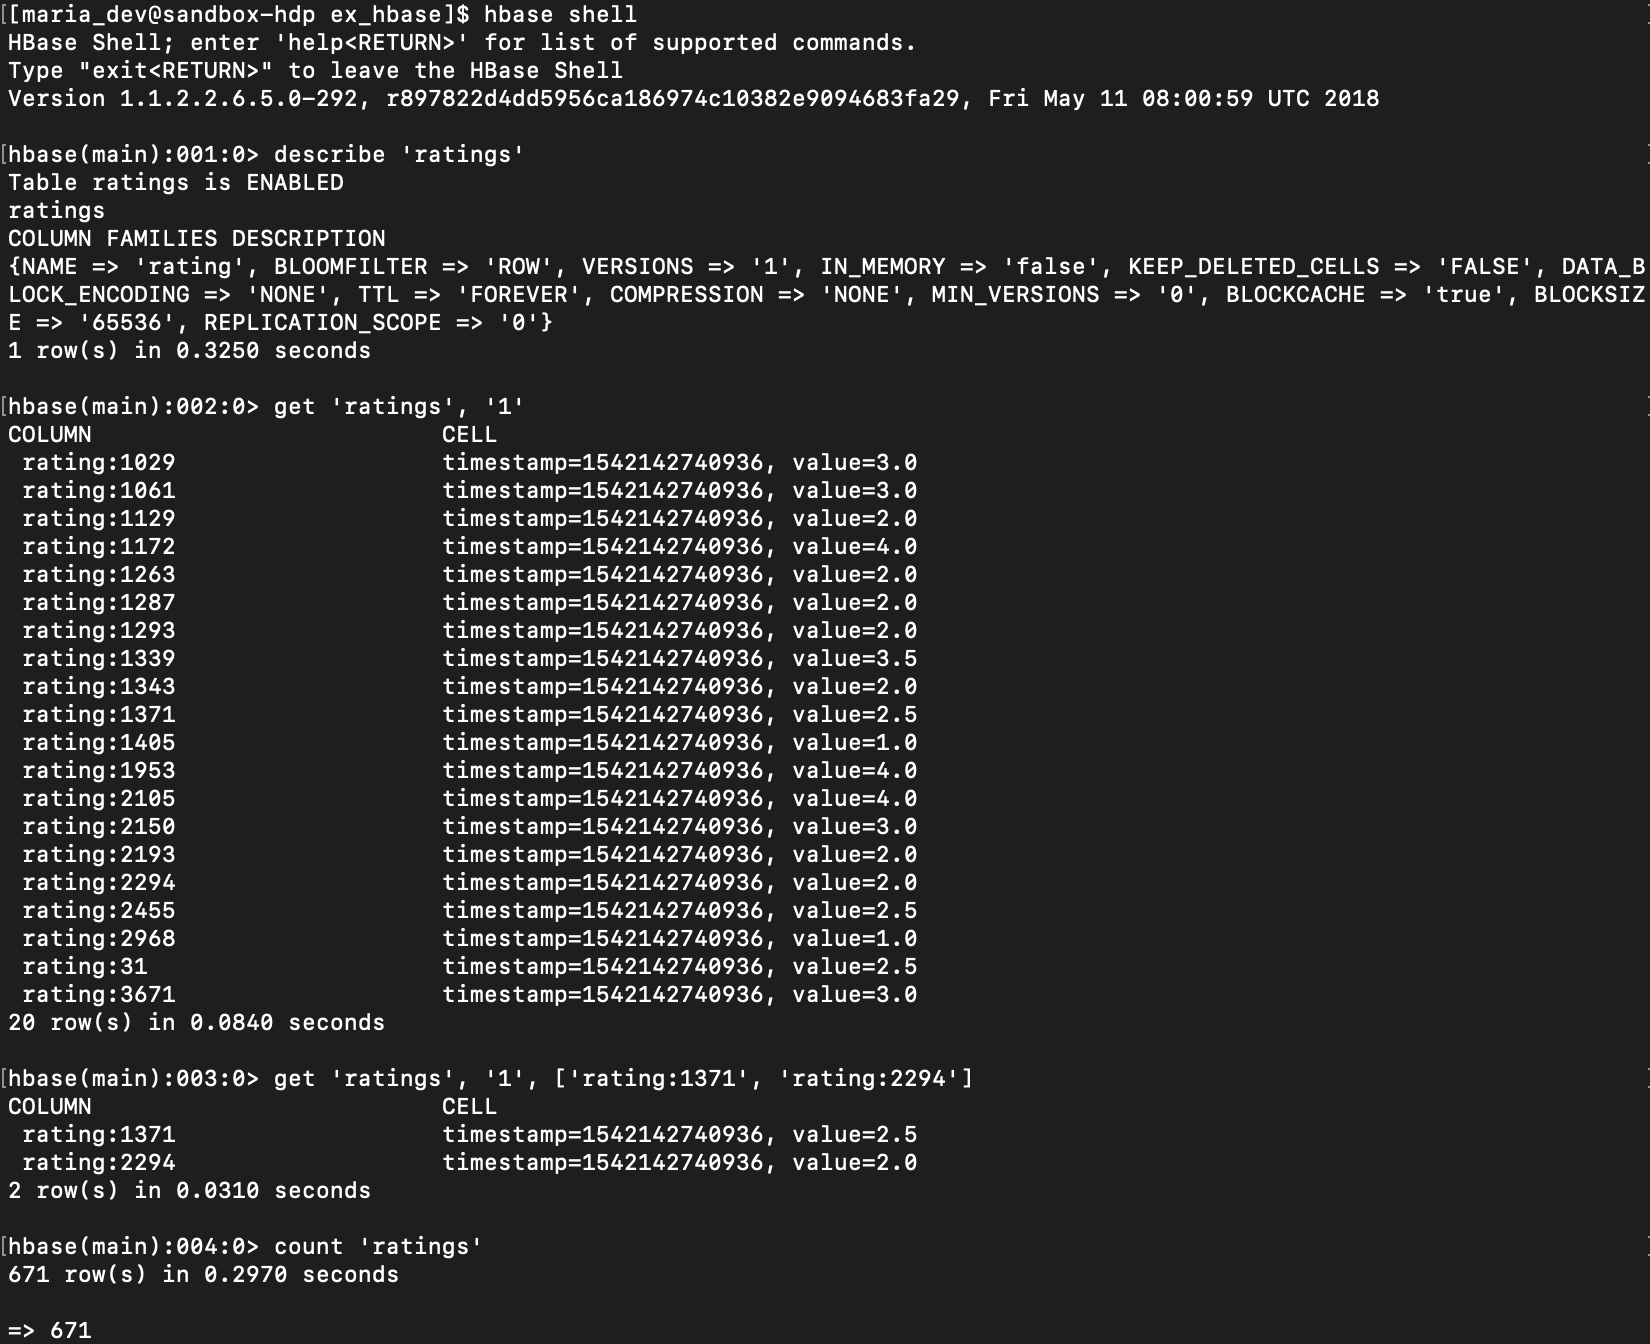 [[maria_dev@sandbox-hdp ex_hbase]$ hbase shell
HBase Shell; enter 'help<RETURN>' for list of supported commands.
Type "exit<RETURN>" to leave the HBase Shell
Version 1.1.2.2.6.5.0-292, r897822d4dd5956ca186974c10382e9094683fa29, Fri May 11 08:00:59 UTC 2018
[hbase(main):001:0> describe 'ratings'
Table ratings is ENABLED
ratings
COLUMN FAMILIES DESCRIPTION
{NAME => 'rating', BLOOMFILTER => 'ROW', VERSIONS => '1', IN_MEMORY => 'false', KEEP_DELETED_CELLS => 'FALSE', DATA_B
LOCK_ENCODING => 'NONE', TTL => 'FOREVER', COMPRESSION => 'NONE', MIN_VERSIONS => '0', BLOCKCACHE => 'true', BLOCKSIZ
E => '65536', REPLICATION_SCOPE => '0'}
1 row(s) in 0.3250 seconds
[hbase(main):002:0> get 'ratings', '1'
COLUMN CELL
rating:1029 timestamp=1542142740936, value=3.0
rating:1061 timestamp=1542142740936, value=3.0
rating:1129 timestamp=1542142740936, value=2.0
rating:1172 timestamp=1542142740936, value=4.0
rating:1263 timestamp=1542142740936, value=2.0
rating:1287 timestamp=1542142740936, value=2.0
rating:1293 timestamp=1542142740936, value=2.0
rating:1339 timestamp=1542142740936, value=3.5
rating:1343 timestamp=1542142740936, value=2.0
rating:1371 timestamp=1542142740936, value=2.5
rating:1405 timestamp=1542142740936, value=1.0
rating:1953 timestamp=1542142740936, value=4.0
rating:2105 timestamp=1542142740936, value=4.0
rating:2150 timestamp=1542142740936, value=3.0
rating:2193 timestamp=1542142740936, value=2.0
rating:2294 timestamp=1542142740936, value=2.0
rating:2455 timestamp=1542142740936, value=2.5
rating:2968 timestamp=1542142740936, value=1.0
rating:31 timestamp=1542142740936, value=2.5
rating:3671 timestamp=1542142740936, value=3.0
20 row(s) in 0.0840 seconds
[hbase(main):003:0> get 'ratings', '1', ['rating:1371', 'rating:2294']
COLUMN CELL
rating:1371 timestamp=1542142740936, value=2.5
rating:2294 timestamp=1542142740936, value=2.0
2 row(s) in 0.0310 seconds
[hbase(main):004:0> count 'ratings'
671 row(s) in 0.2970 seconds
=> 671